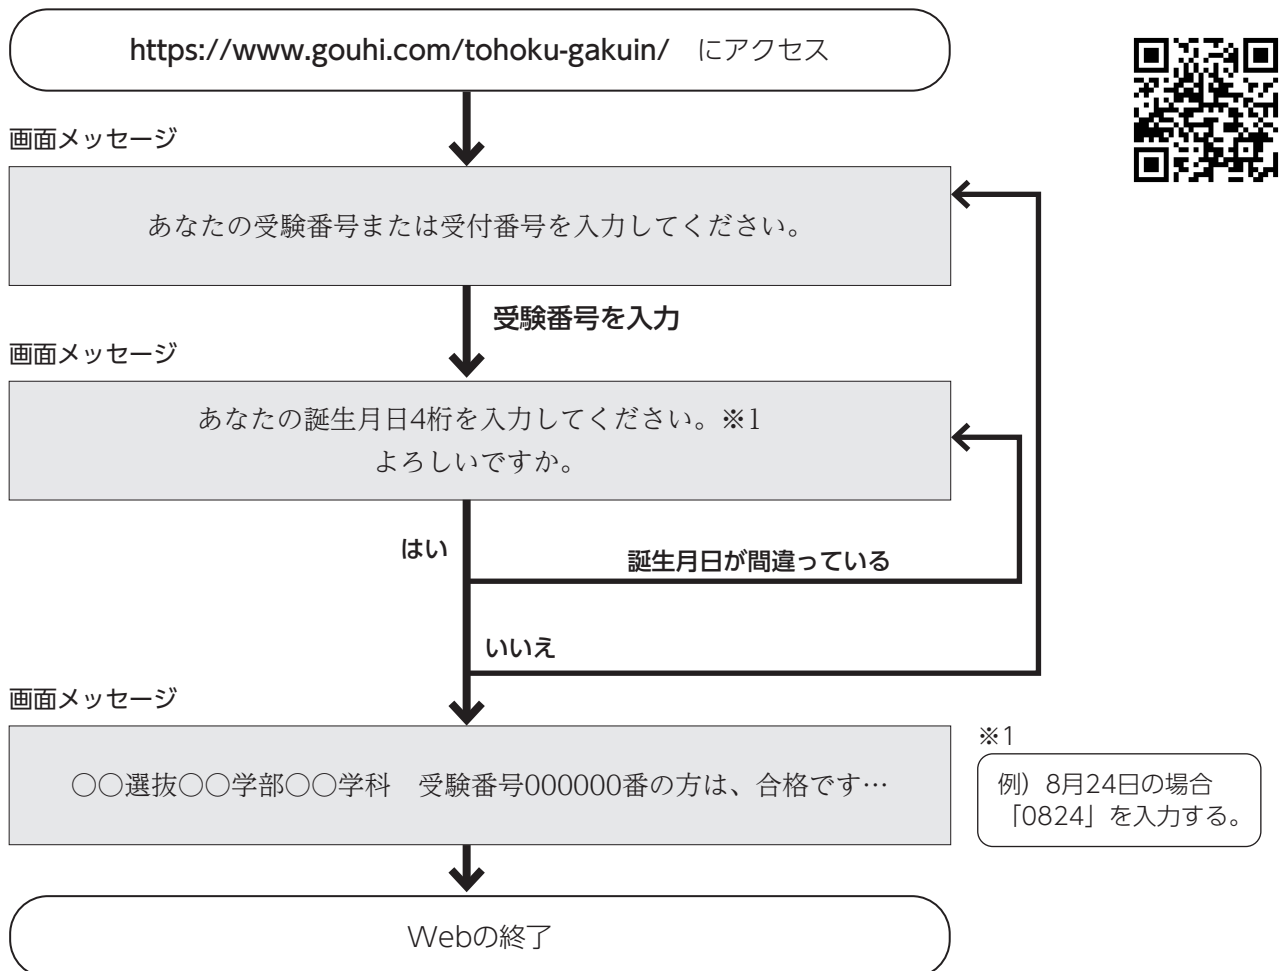 https://www.gouhi.com/tohoku-gakuin/　にアクセス
画面メッセージ
あなたの受験番号または受付番号を入力してください。
受験番号を入力
画面メッセージ
あなたの誕生月日4桁を入力してください。※1
よろしいですか。
はい
誕生月日が間違っている
いいえ
画面メッセージ
○○選抜○○学部○○学科　受験番号000000番の方は、合格です…
※1
例）8月24日の場合
「0824」を入力する。
Webの終了